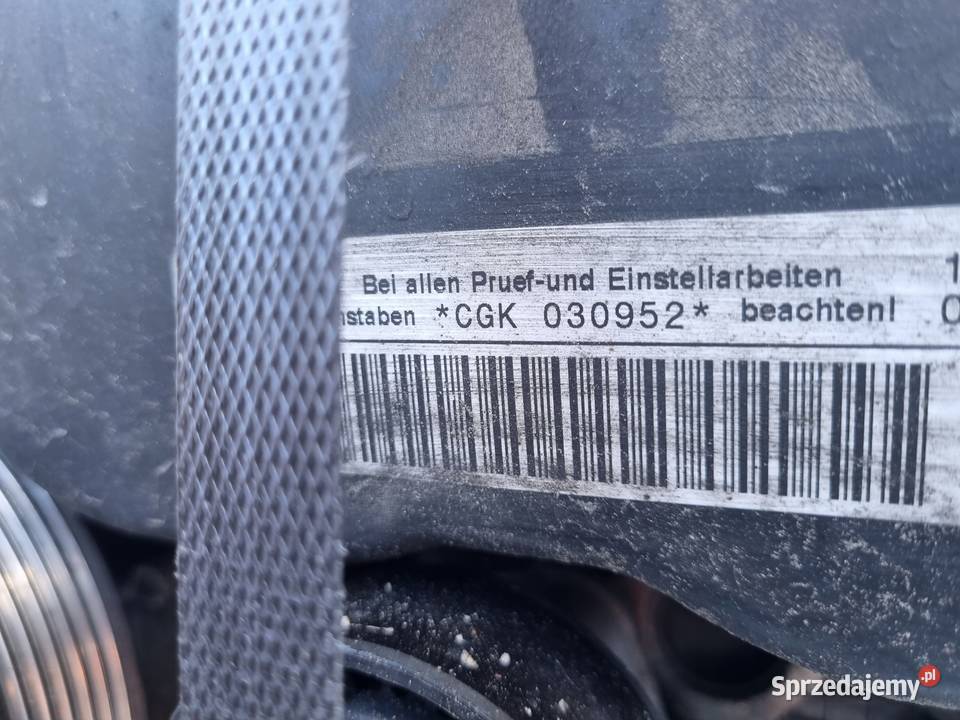 Bei allen Pruef-und Einstellarbeiten
nstaben *CGK 030952* beachten!
Sprzedajemy.pl